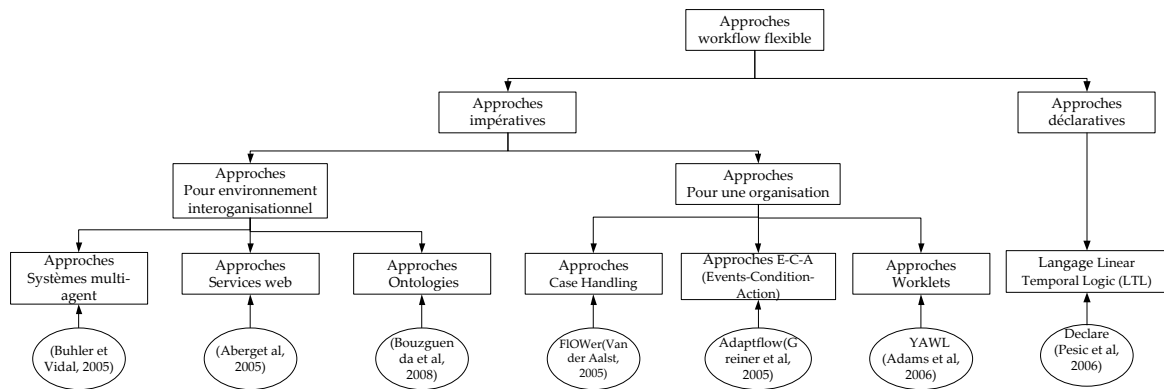 Approches
workflow flexible
Approches
impératives
Approches
déclaratives
Approches
Pour environnement
interoganisationnel
Approches
Pour une organisation
Approches
Systèmes multi-
agent
Approches
Services web
Approches
Ontologies
Approches
Case Handling
Approches E-C-A
(Events-Condition-
Action)
Approches
Worklets
Langage Linear
Temporal Logic (LTL)
(Buhler et
Vidal, 2005)
(Aberget al,
2005)
(Bouzguen
da et al,
2008)
FlOWer(Van
der Aalst,
2005)
Adaptflow(G
reiner et al,
2005)
YAWL
(Adams et al,
2006)
Declare
(Pesic et al,
2006)